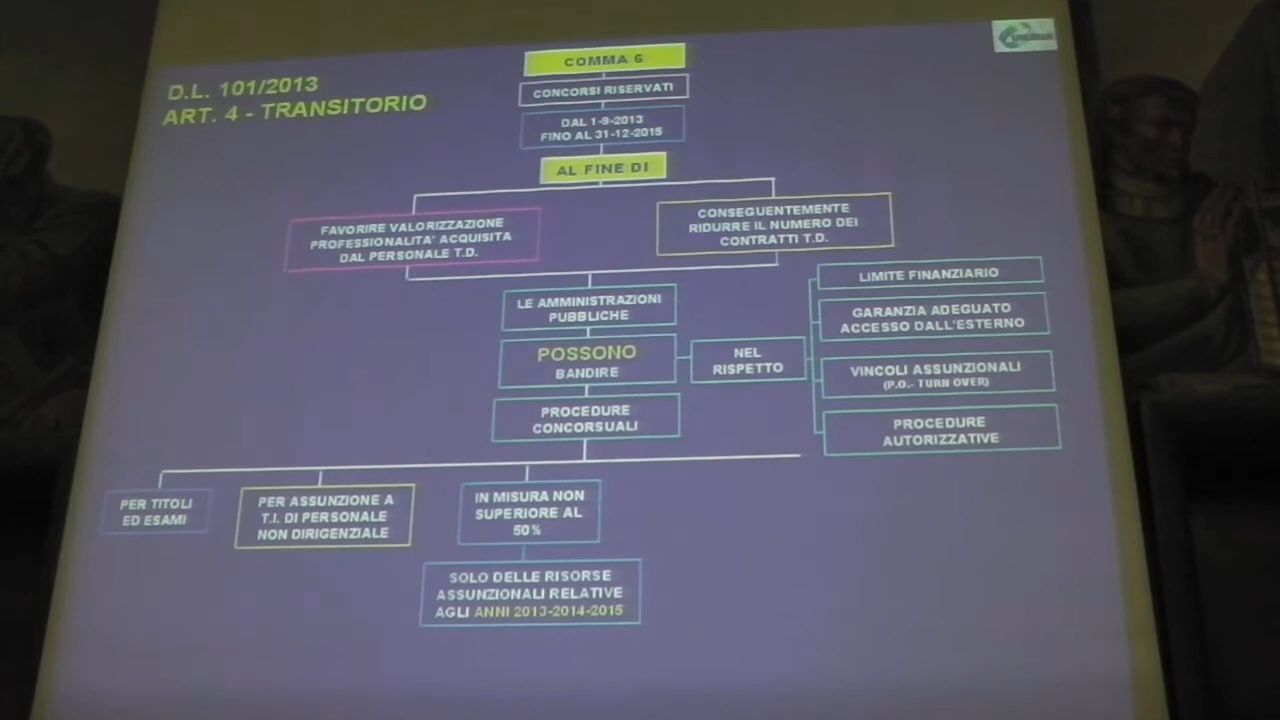 D.L. 101/2013
ART. 4 - TRANSITORIO
COMMA 6
CONCORSI RISERVATI
DAL 1-9-2013
FINO AL 31-12-2015
AL FINE DI
FAVORIRE VALORIZZAZIONE
PROFESSIONALITA' ACQUISITA
DAL PERSONALE T.D.
CONSEGUENTEMENTE
RIDURRE IL NUMERO DEI
CONTRATTI T.D.
LE AMMINISTRAZIONI
PUBBLICHE
POSSONO
BANDIRE
NEL
RISPETTO
LIMITE FINANZIARIO
GARANZIA ADEGUATO
ACCESSO DALL'ESTERNO
VINCOLI ASSUNZIONALI
(P.O.- TURN OVER)
PROCEDURE
AUTORIZZATIVE
PROCEDURE
CONCORSUALI
PER TITOLI
ED ESAMI
PER ASSUNZIONE A
T.I. DI PERSONALE
NON DIRIGENZIALE
IN MISURA NON
SUPERIORE AL
50%
SOLO DELLE RISORSE
ASSUNZIONALI RELATIVE
AGLI ANNI 2013-2014-2015